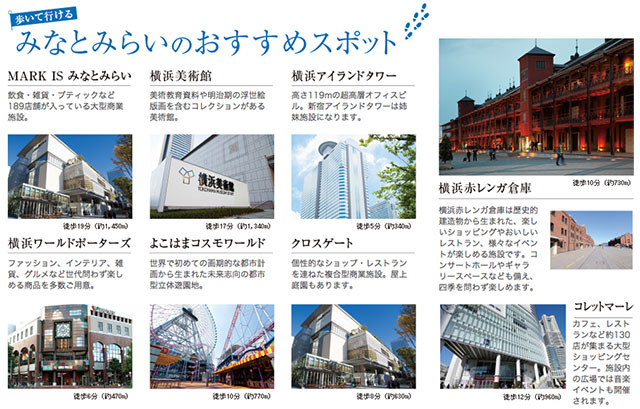 歩いて行ける
みなとみらいのおすすめスポット
MARK IS みなとみらい
飲食・雑貨・ブティックなど
189店舗が入っている大型商業
施設。
徒歩19分（約1,450m）
横浜美術館
美術教育資料や明治期の浮世絵
版画を含むコレクションがある
美術館。
横浜美術館
徒歩17分（約1,340m）
横浜アイランドタワー
高さ119mの超高層オフィスビ
ル。新宿アイランドタワーは姉
妹施設になります。
徒歩5分（約340m）
横浜ワールドポーターズ
ファッション、インテリア、雑
貨、グルメなど世代問わず楽し
める商品を多数ご用意。
徒歩6分（約470m）
よこはまコスモワールド
世界で初めての画期的な都市計
画から生まれた未来志向の都市
型立体遊園地。
徒歩10分（約770m）
クロスゲート
個性的なショップ・レストラン
を連ねた複合型商業施設。屋上
庭園もあります。
徒歩8分（約630m）
徒歩10分（約730m）
横浜赤レンガ倉庫
横浜赤レンガ倉庫は歴史的
建造物から生まれた、楽し
いショッピングやおいしい
レストラン、様々なイベント
が楽しめる施設です。コ
ンサートホールやギャラ
リースペースなども備え、
四季を問わず楽しめます。
コレットマーレ
カフェ、レスト
ランなど約130
店が集まる大型
ショッピングセ
ンター。施設内
の広場では音楽
イベントも開催
されます。
徒歩12分（約960m）